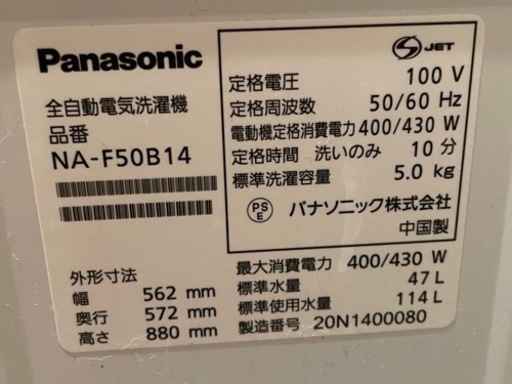 Panasonic
全自動電気洗濯機
品番
NA-F50B14
外形寸法
幅 562 mm
奥行 572 mm
高さ 880 mm
S JET
定格電圧 100 V
定格周波数 50/60 Hz
電動機定格消費電力 400/430 W
定格時間 洗いのみ 10 分
標準洗濯容量 5.0 kg
PS E パナソニック株式会社
中国製
最大消費電力 400/430 W
標準水量 47 L
標準使用水量 114 L
製造番号 20N1400080